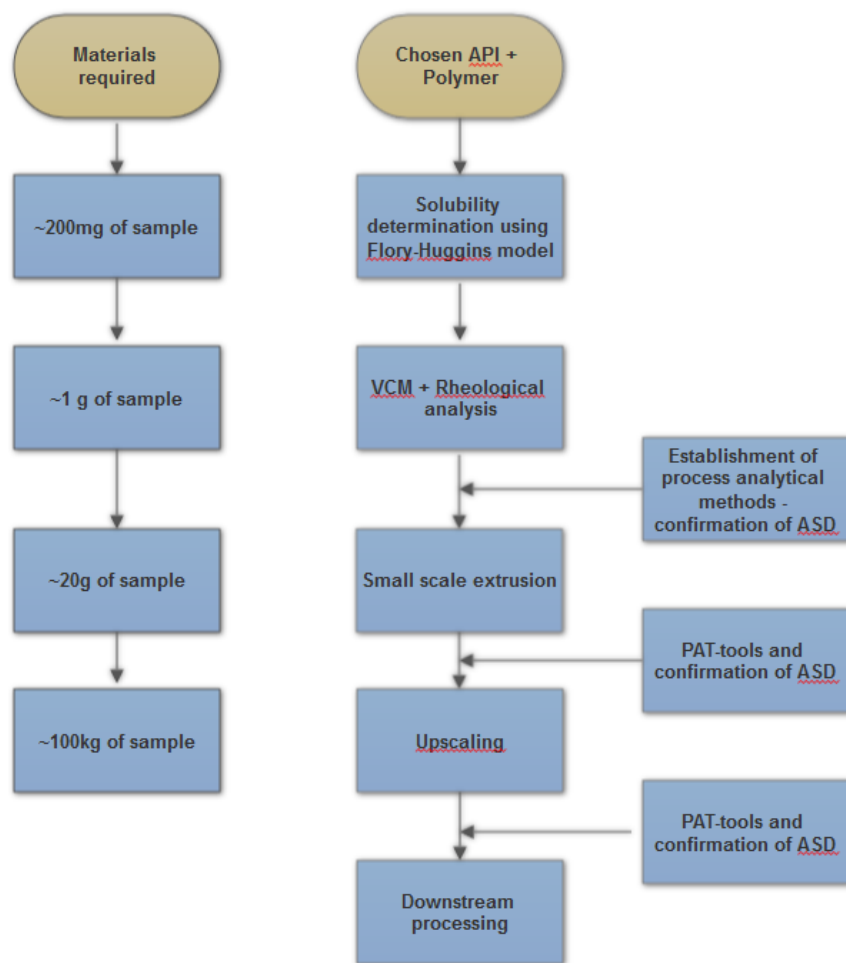 Materials
required
~200mg of sample
~1 g of sample
~20g of sample
~100kg of sample
Chosen API +
Polymer
Solubility
determination using
Flory-Huggins model
VCM + Rheological
analysis
Small scale extrusion
Upscaling
Downstream
processing
Establishment of
process analytical
methods -
confirmation of ASD
PAT-tools and
confirmation of ASD
PAT-tools and
confirmation of ASD